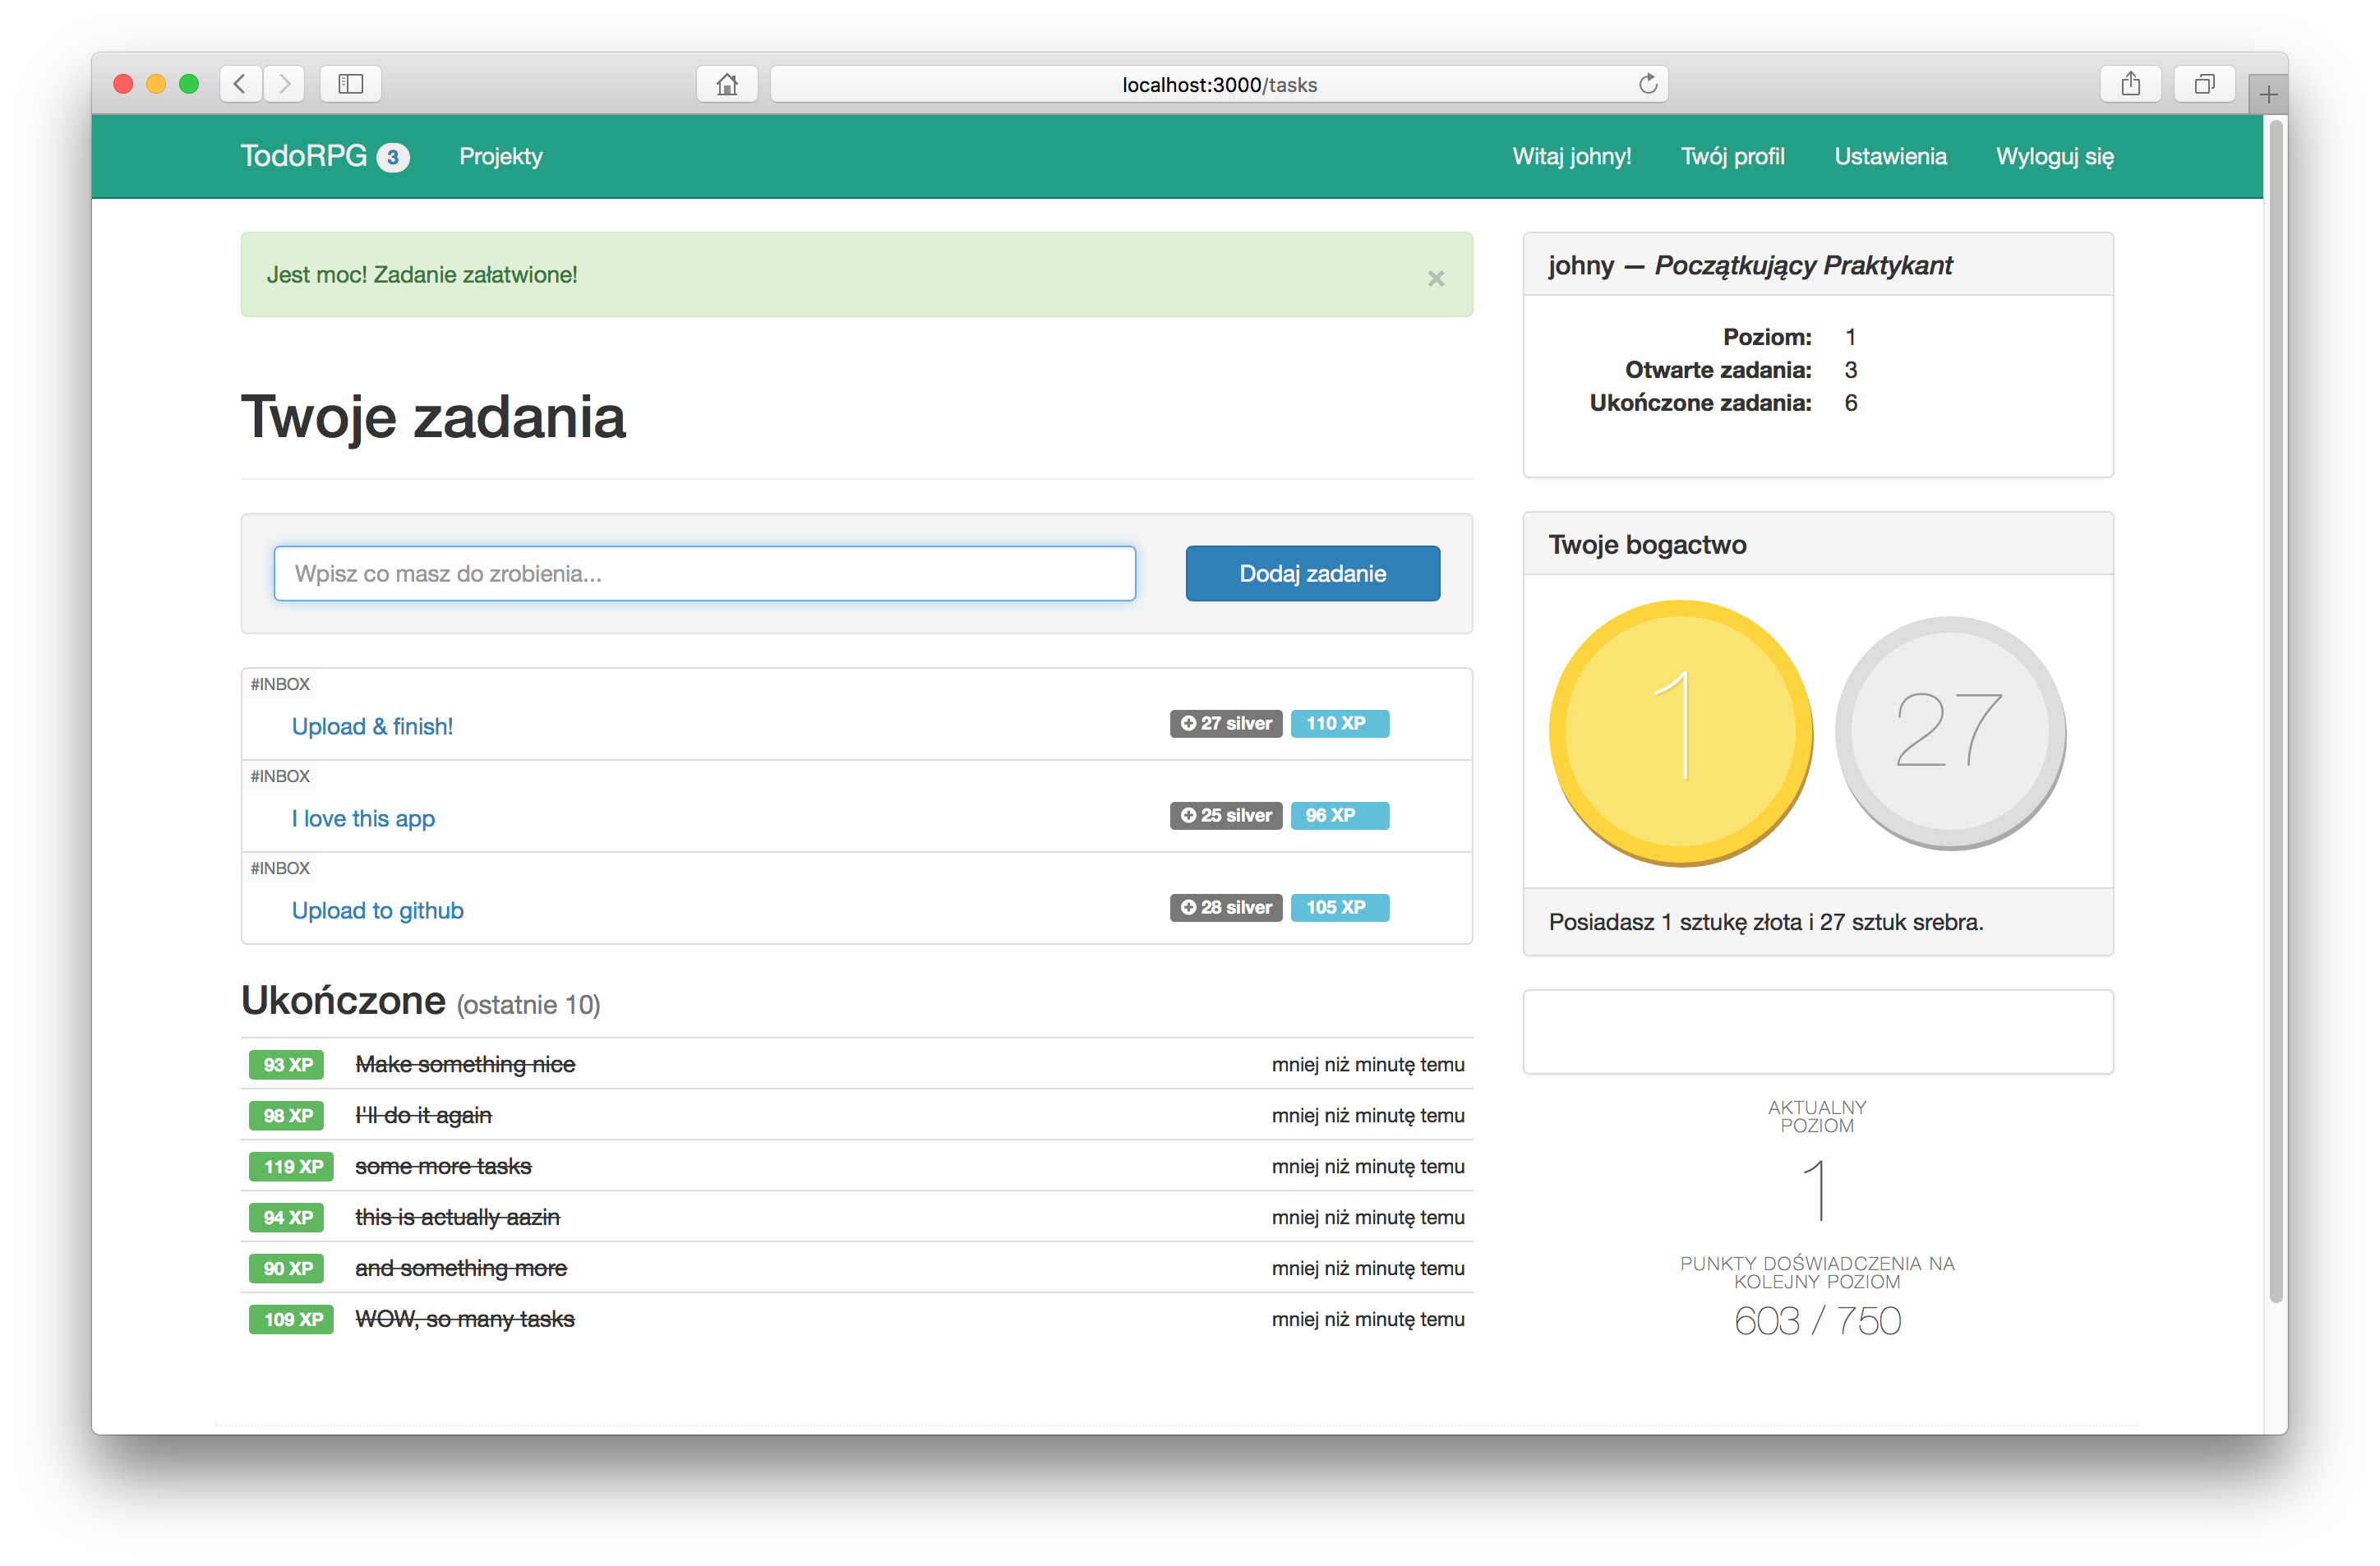 localhost:3000/tasks
TodoRPG 3 Projekty Witaj johny! Twój profil Ustawienia Wyloguj się
Jest moc! Zadanie załatwione! ×
Twoje zadania
Wpisz co masz do zrobienia... Dodaj zadanie
#INBOX
Upload & finish! 27 silver 110 XP
#INBOX
I love this app 25 silver 96 XP
#INBOX
Upload to github 28 silver 105 XP
Ukończone (ostatnie 10)
93 XP Make something nice mniej niż minutę temu
98 XP I'll do it again mniej niż minutę temu
119 XP some more tasks mniej niż minutę temu
94 XP this is actually aazin mniej niż minutę temu
90 XP and something more mniej niż minutę temu
109 XP WOW, so many tasks mniej niż minutę temu
johny — Początkujący Praktykant
Poziom: 1
Otwarte zadania: 3
Ukończone zadania: 6
Twoje bogactwo
1 27
Posiadasz 1 sztukę złota i 27 sztuk srebra.
AKTUALNY
POZIOM
1
PUNKTY DOŚWIADCZENIA NA
KOLEJNY POZIOM
603 / 750